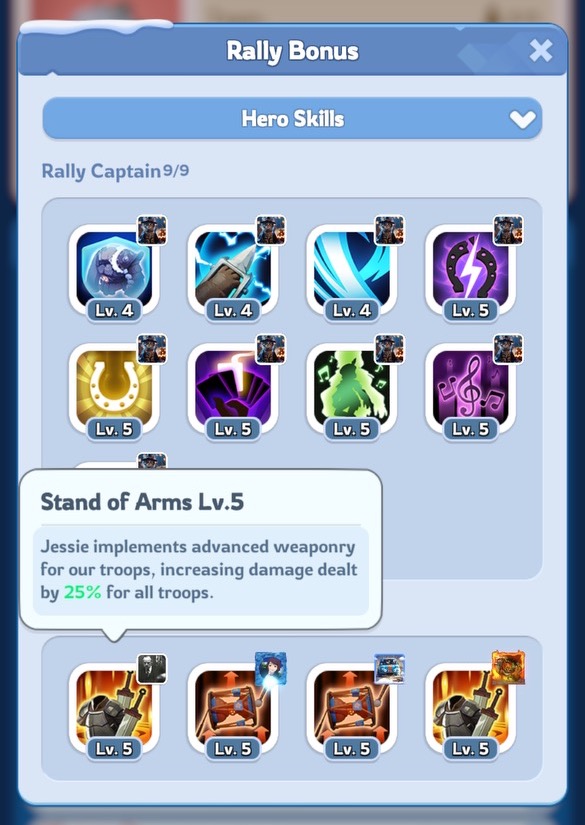 Rally Bonus
Hero Skills
Rally Captain 9/9
Lv. 4
Lv. 4
Lv. 4
Lv. 5
Lv. 5
Lv. 5
Lv. 5
Lv. 5
Stand of Arms Lv.5
Jessie implements advanced weaponry
for our troops, increasing damage dealt
by 25% for all troops.
Lv. 5
Lv. 5
Lv. 5
Lv. 5